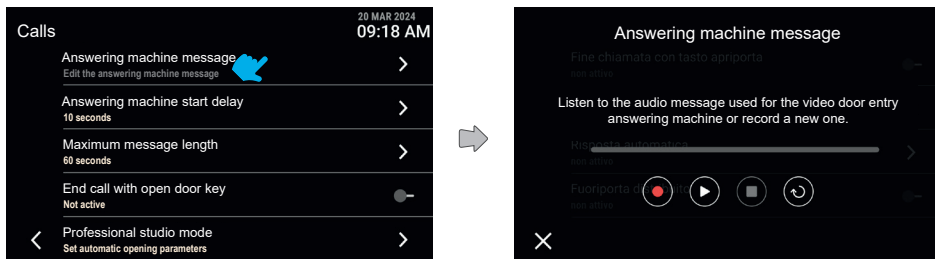 Calls
20 MAR 2024
09:18 AM
Answering machine message
Edit the answering machine message
Answering machine start delay
10 seconds
Maximum message length
60 seconds
End call with open door key
Not active
Professional studio mode
Set automatic opening parameters
Answering machine message
Fine chiamata con tasto apriporta
non attivo
Listen to the audio message used for the video door entry
answering machine or record a new one.
Risposta automatica
non attivo
Fuoriporta
non attivo